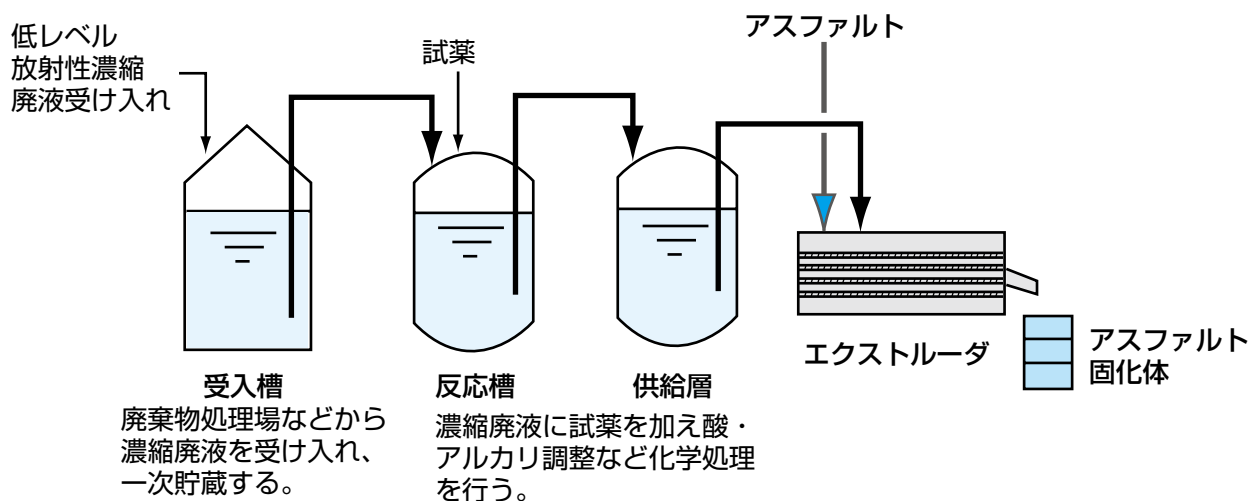 低レベル
放射性濃縮
廃液受け入れ
試薬
アスファルト
受入槽
廃棄物処理場などから
濃縮廃液を受け入れ、
一次貯蔵する。
反応槽
濃縮廃液に試薬を加え酸・
アルカリ調整など化学処理
を行う。
供給層
エクストルーダ
アスファルト
固化体